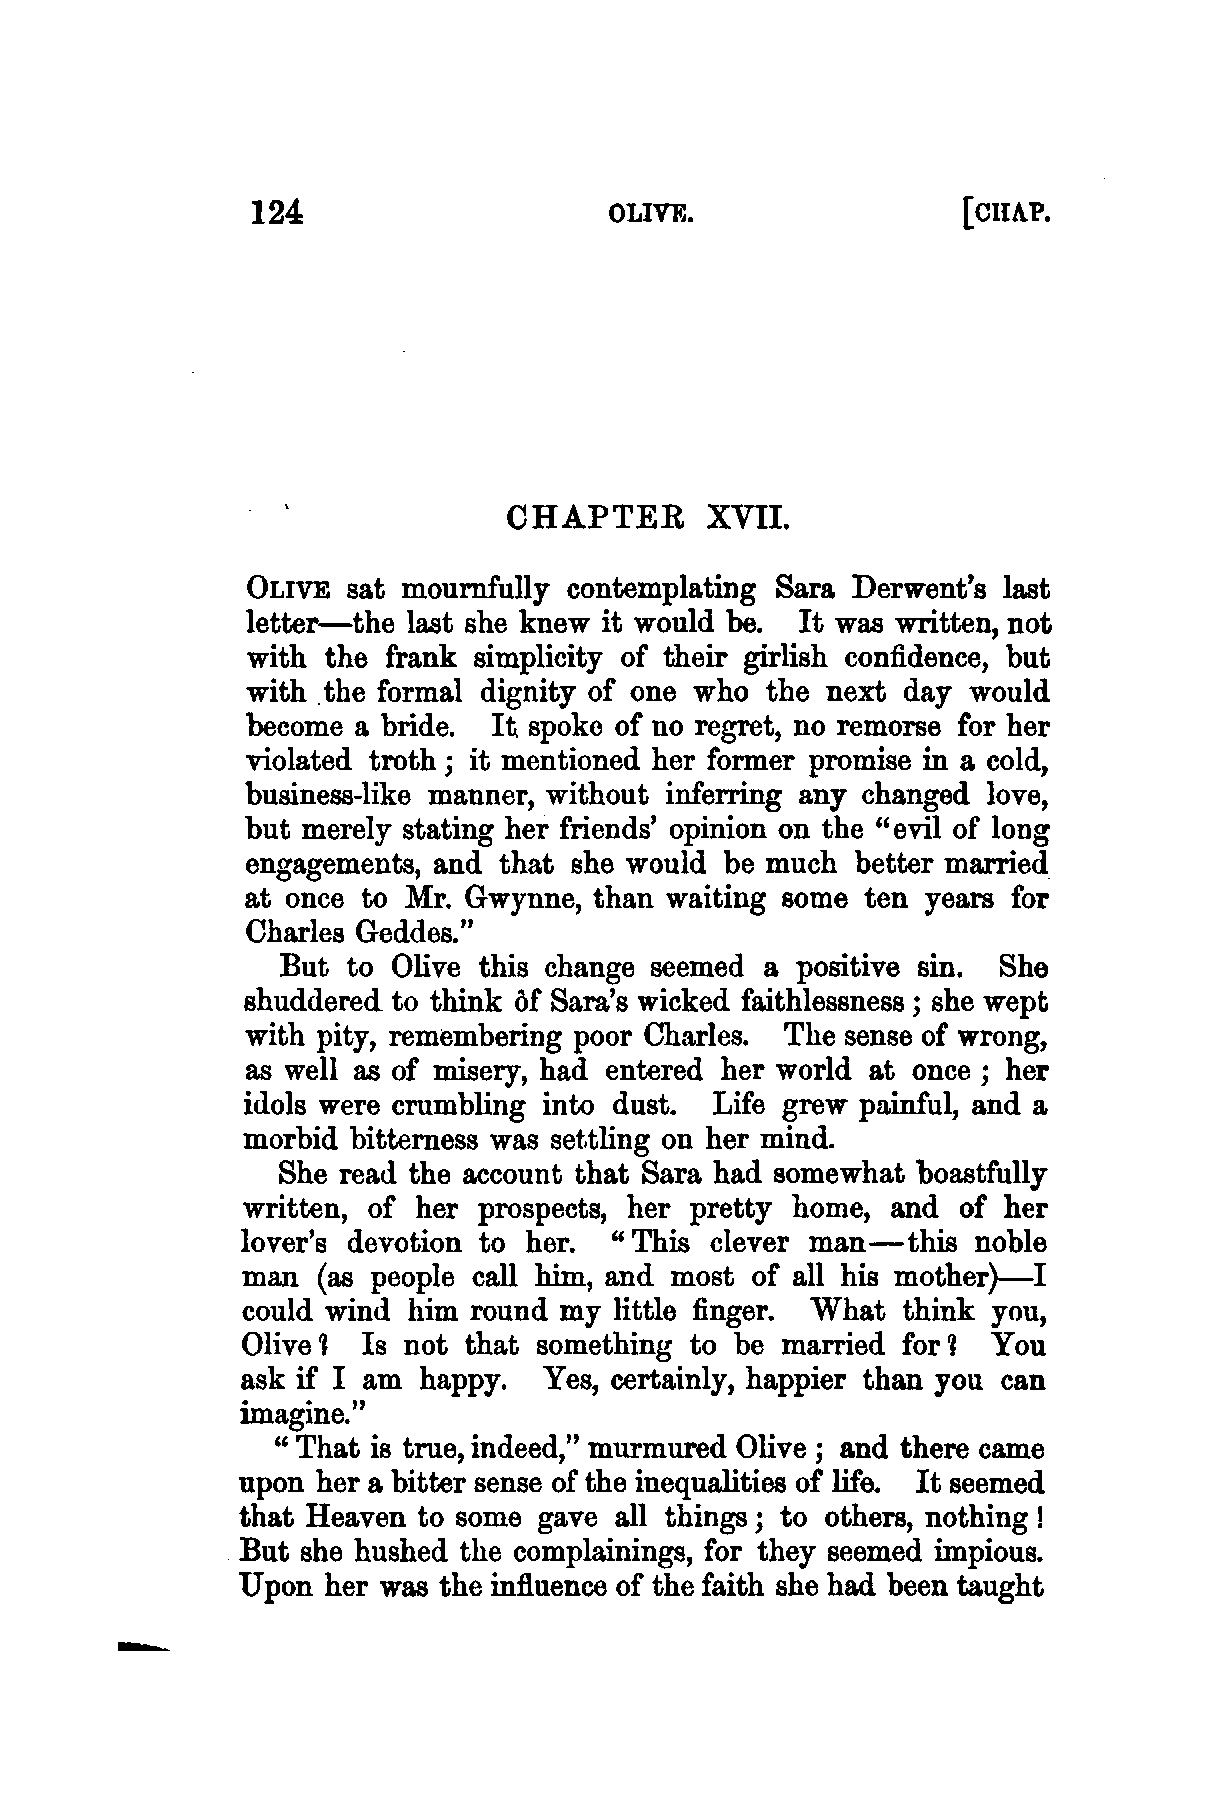 124 OLIVE. [CHAP.
CHAPTER XVII.
OLIVE sat mournfully contemplating Sara Derwent's last
letter—the last she knew it would be. It was written, not
with the frank simplicity of their girlish confidence, but
with the formal dignity of one who the next day would
become a bride. It spoke of no regret, no remorse for her
violated troth; it mentioned her former promise in a cold,
business-like manner, without inferring any changed love,
but merely stating her friends' opinion on the "evil of long
engagements, and that she would be much better married
at once to Mr. Gwynne, than waiting some ten years for
Charles Geddes."
But to Olive this change seemed a positive sin. She
shuddered to think of Sara's wicked faithlessness; she wept
with pity, remembering poor Charles. The sense of wrong,
as well as of misery, had entered her world at once; her
idols were crumbling into dust. Life grew painful, and a
morbid bitterness was settling on her mind.
She read the account that Sara had somewhat boastfully
written, of her prospects, her pretty home, and of her
lover's devotion to her. "This clever man—this noble
man (as people call him, and most of all his mother)—I
could wind him round my little finger. What think you,
Olive? Is not that something to be married for? You
ask if I am happy. Yes, certainly, happier than you can
imagine."
"That is true, indeed," murmured Olive; and there came
upon her a bitter sense of the inequalities of life. It seemed
that Heaven to some gave all things; to others, nothing!
But she hushed the complainings, for they seemed impious.
Upon her was the influence of the faith she had been taught